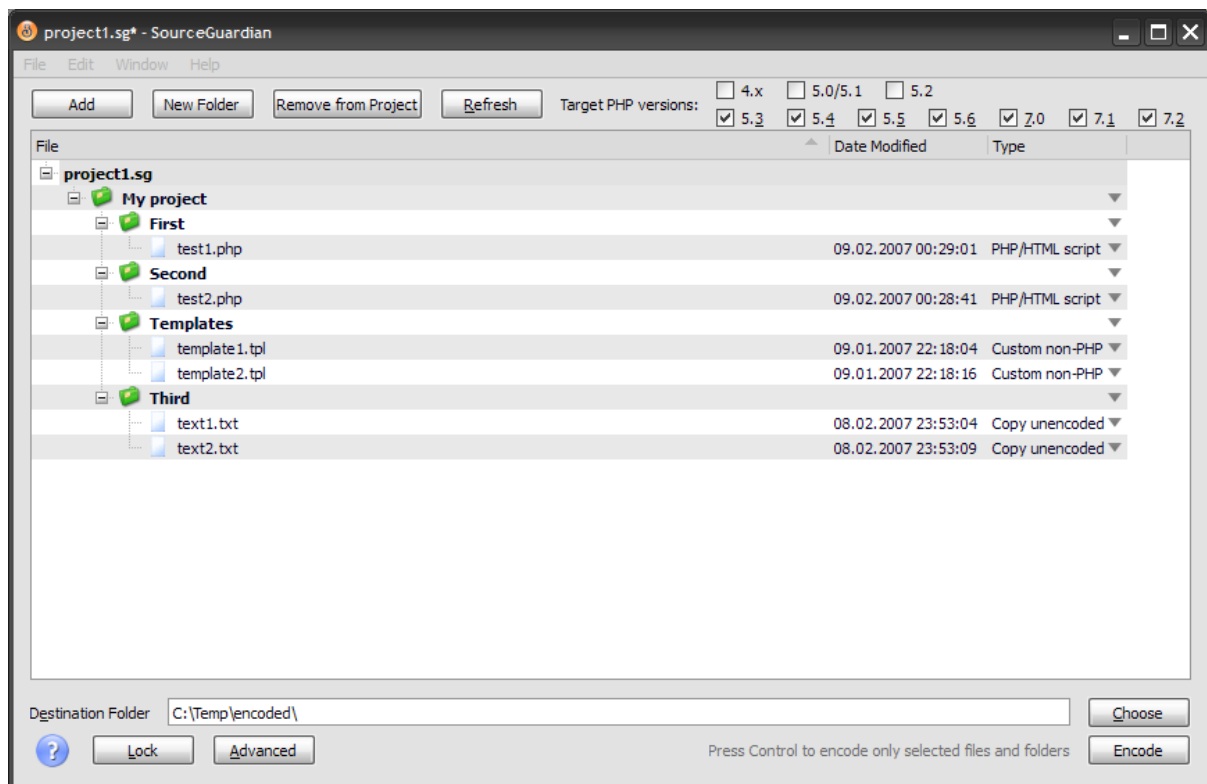 project1.sg* - SourceGuardian
File Edit Window Help
Add New Folder Remove from Project Refresh Target PHP versions: 4.x 5.0/5.1 5.2
5.3 5.4 5.5 5.6 7.0 7.1 7.2
File Date Modified Type
project1.sg
My project
First
test1.php 09.02.2007 00:29:01 PHP/HTML script
Second
test2.php 09.02.2007 00:28:41 PHP/HTML script
Templates
template1.tpl 09.01.2007 22:18:04 Custom non-PHP
template2.tpl 09.01.2007 22:18:16 Custom non-PHP
Third
text1.txt 08.02.2007 23:53:04 Copy unencoded
text2.txt 08.02.2007 23:53:09 Copy unencoded
Destination Folder C:\Temp\encoded\ Choose
? Lock Advanced Press Control to encode only selected files and folders Encode